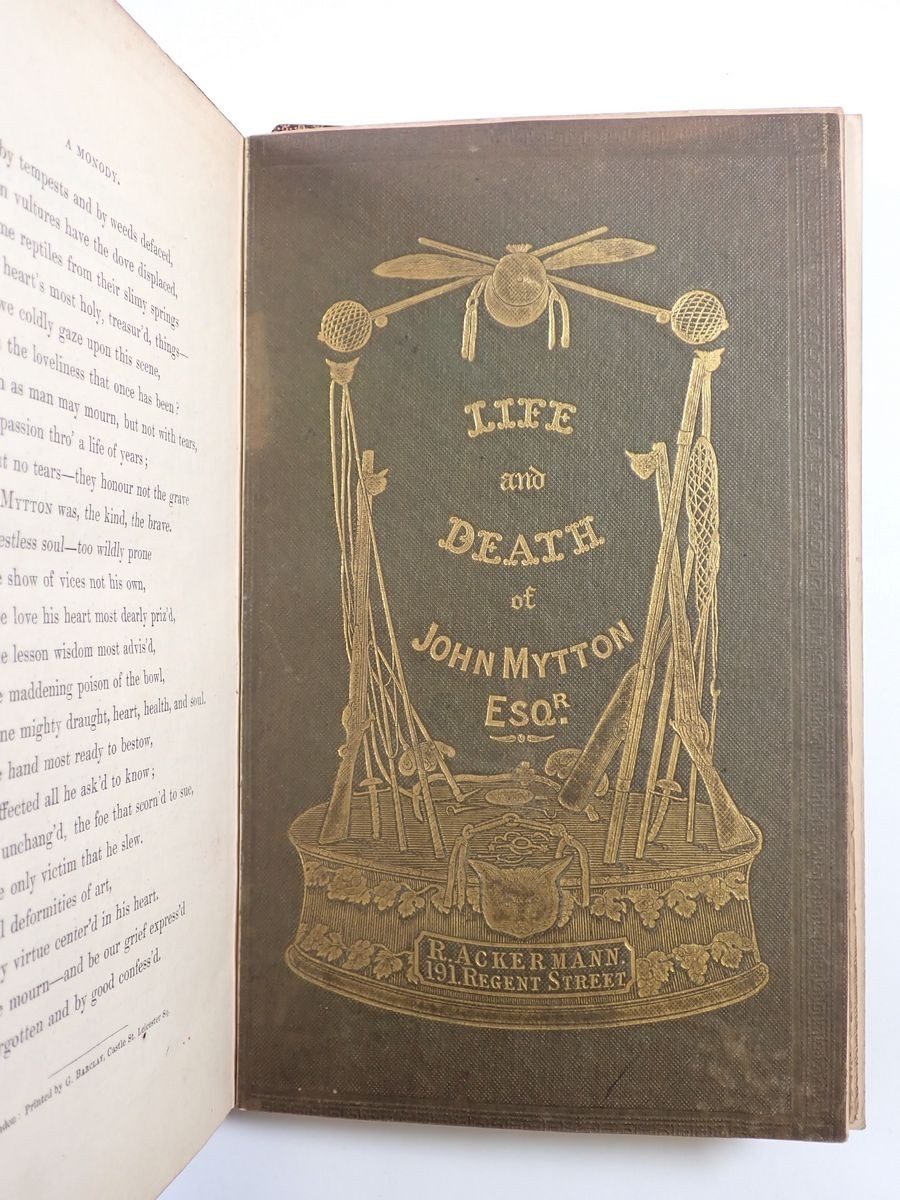 A MONODY.
by tempests and by weeds defaced,
vultures have the dove displaced,
reptiles from their slimy springs
heart's most holy, treasur'd, things—
we coldly gaze upon this scene,
the loveliness that once has been?
as man may mourn, but not with tears,
passion thro' a life of years;
no tears—they honour not the grave
MYTTON was, the kind, the brave.
soul—too wildly prone
show of vices not his own,
love his heart most dearly priz'd,
lesson wisdom most advis'd,
maddening poison of the bowl,
mighty draught, heart, health, and soul.
hand most ready to bestow,
all he ask'd to know;
unchang'd, the foe that scorn'd to sue,
only victim that he slew.
deformities of art,
virtue center'd in his heart.
mourn—and be our grief express'd
and by good confess'd.
Printed by G. BARCLAY, Castle St. Leicester Sq.
LIFE
and
DEATH
of
JOHN MYTTON
ESQR.
R. ACKERMANN.
191. REGENT STREET